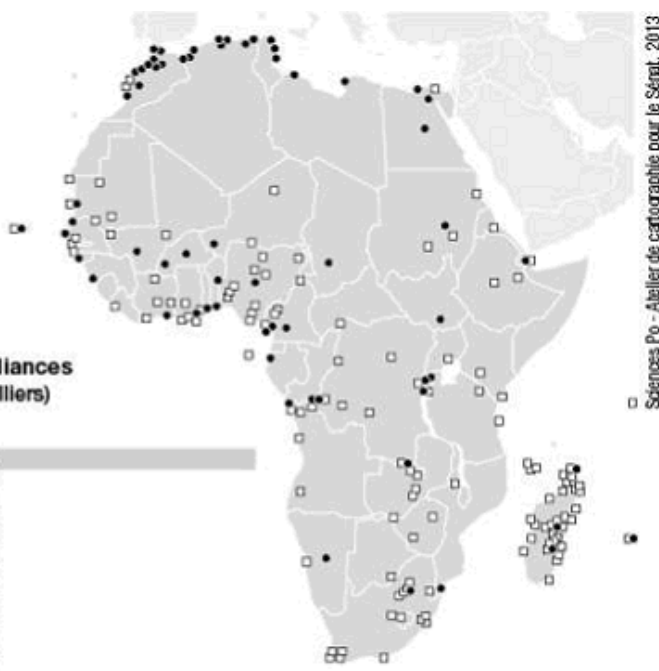 liances
lliers)
Sciences Po - Atelier de cartographie pour le Sénat, 2013